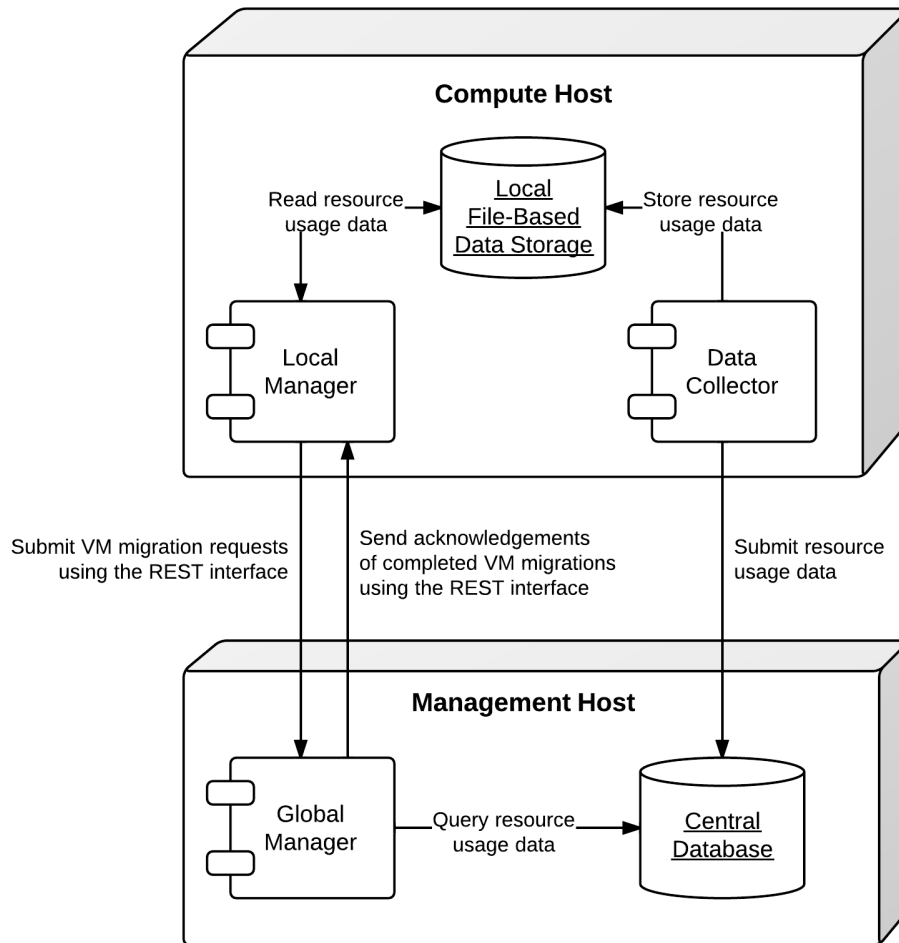 Compute Host
Local
File-Based
Data Storage
Read resource
usage data
Store resource
usage data
Local
Manager
Data
Collector
Submit VM migration requests
using the REST interface
Send acknowledgements
of completed VM migrations
using the REST interface
Submit resource
usage data
Management Host
Global
Manager
Query resource
usage data
Central
Database